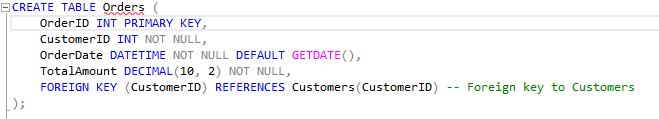 CREATE TABLE Orders (
    OrderID INT PRIMARY KEY,
    CustomerID INT NOT NULL,
    OrderDate DATETIME NOT NULL DEFAULT GETDATE(),
    TotalAmount DECIMAL(10, 2) NOT NULL,
    FOREIGN KEY (CustomerID) REFERENCES Customers(CustomerID) -- Foreign key to Customers
);